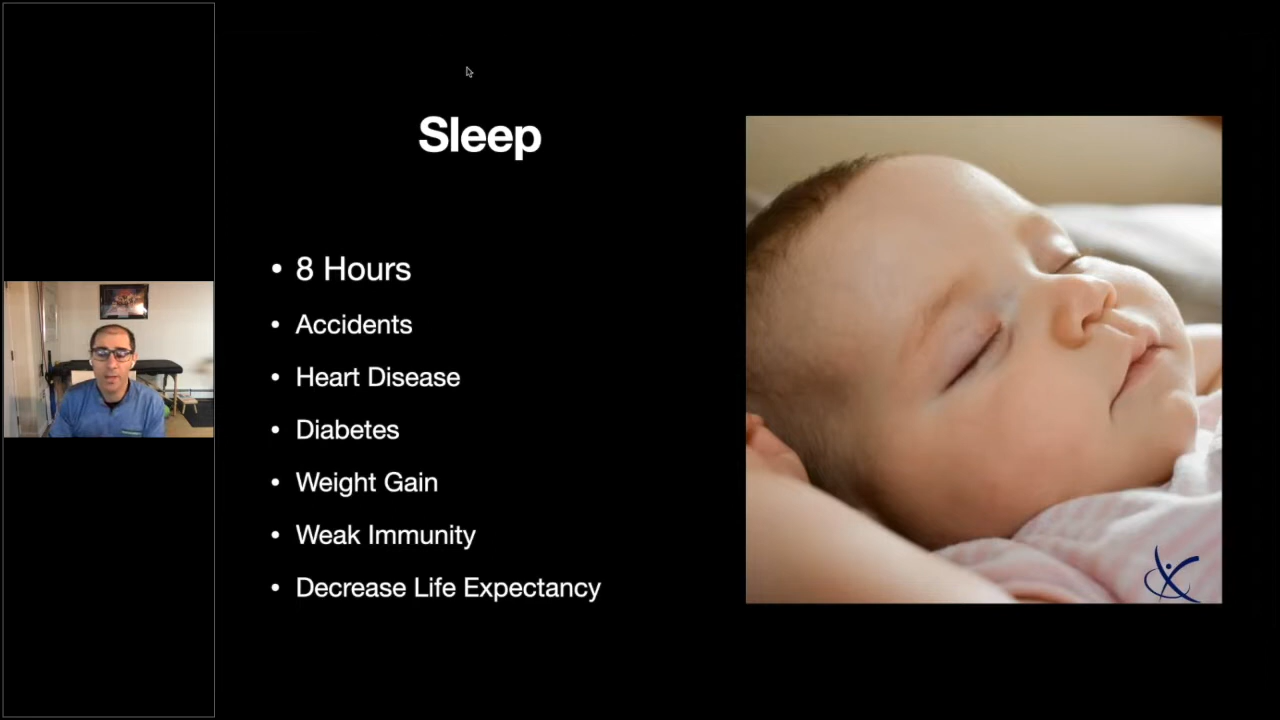 Sleep
• 8 Hours
• Accidents
• Heart Disease
• Diabetes
• Weight Gain
• Weak Immunity
• Decrease Life Expectancy